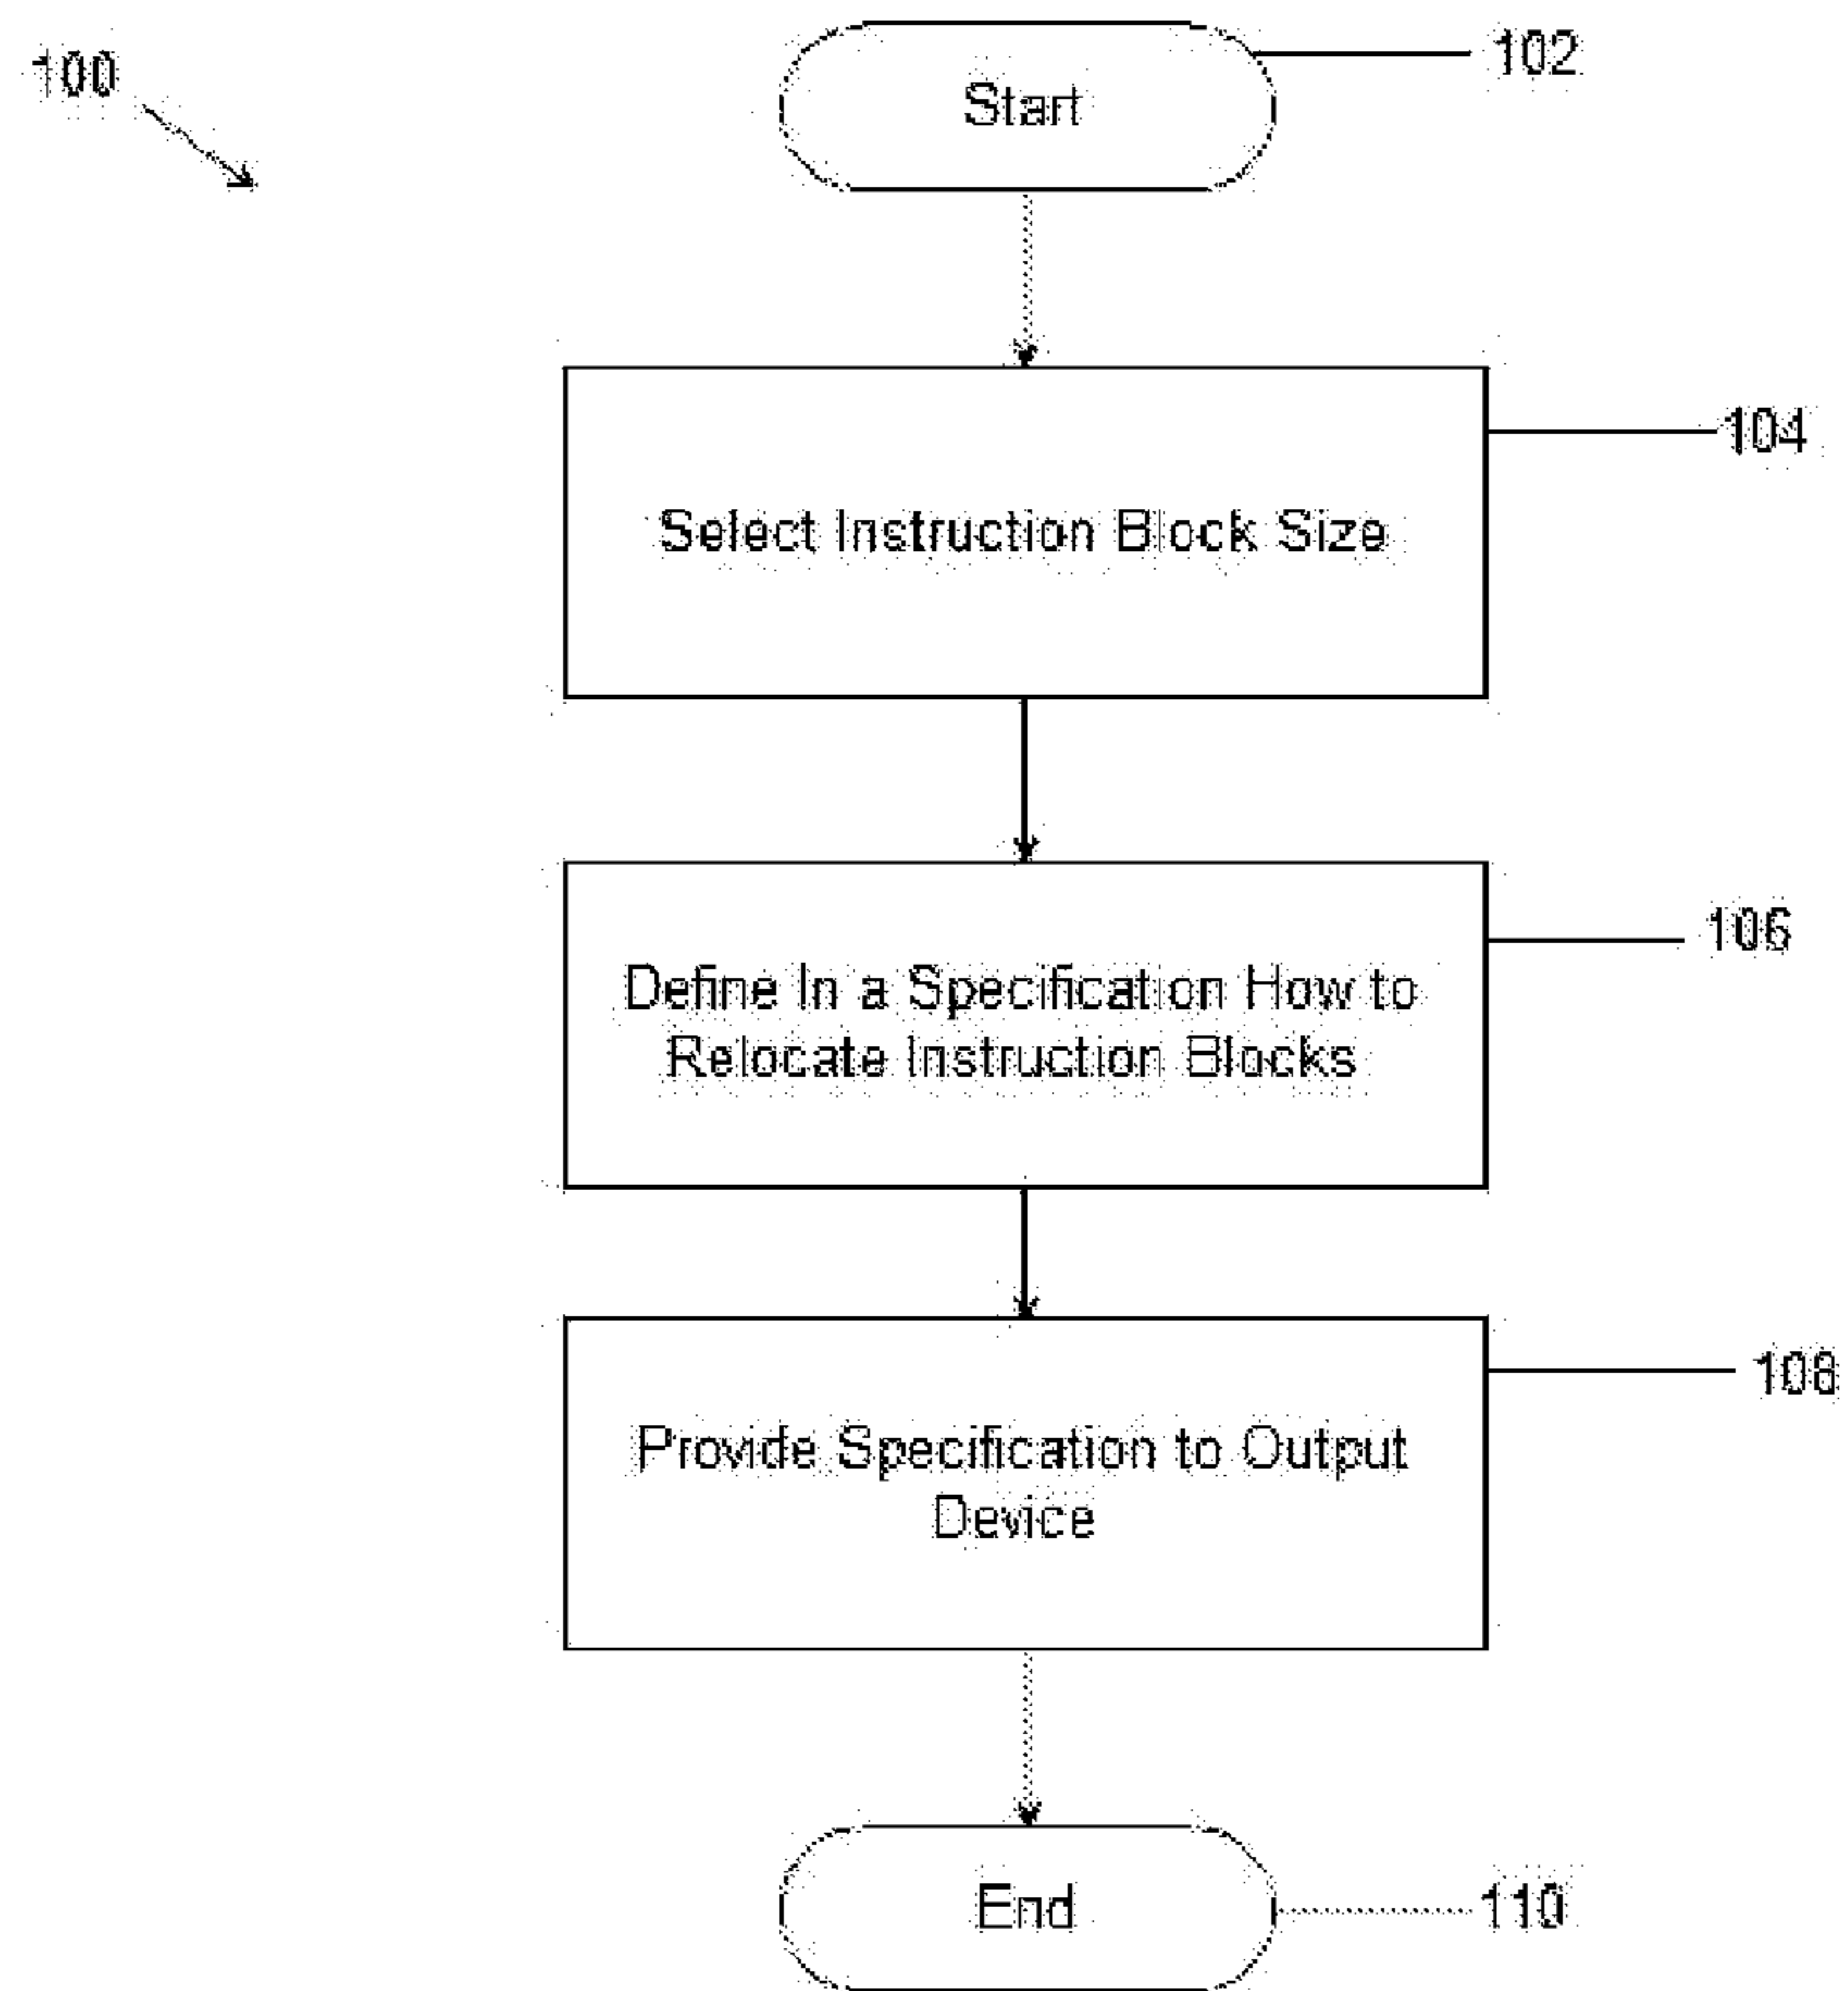 100
Start
102
Select Instruction Block Size
104
Define In a Specification How to
Relocate Instruction Blocks
106
Provide Specification to Output
Device
108
End
110